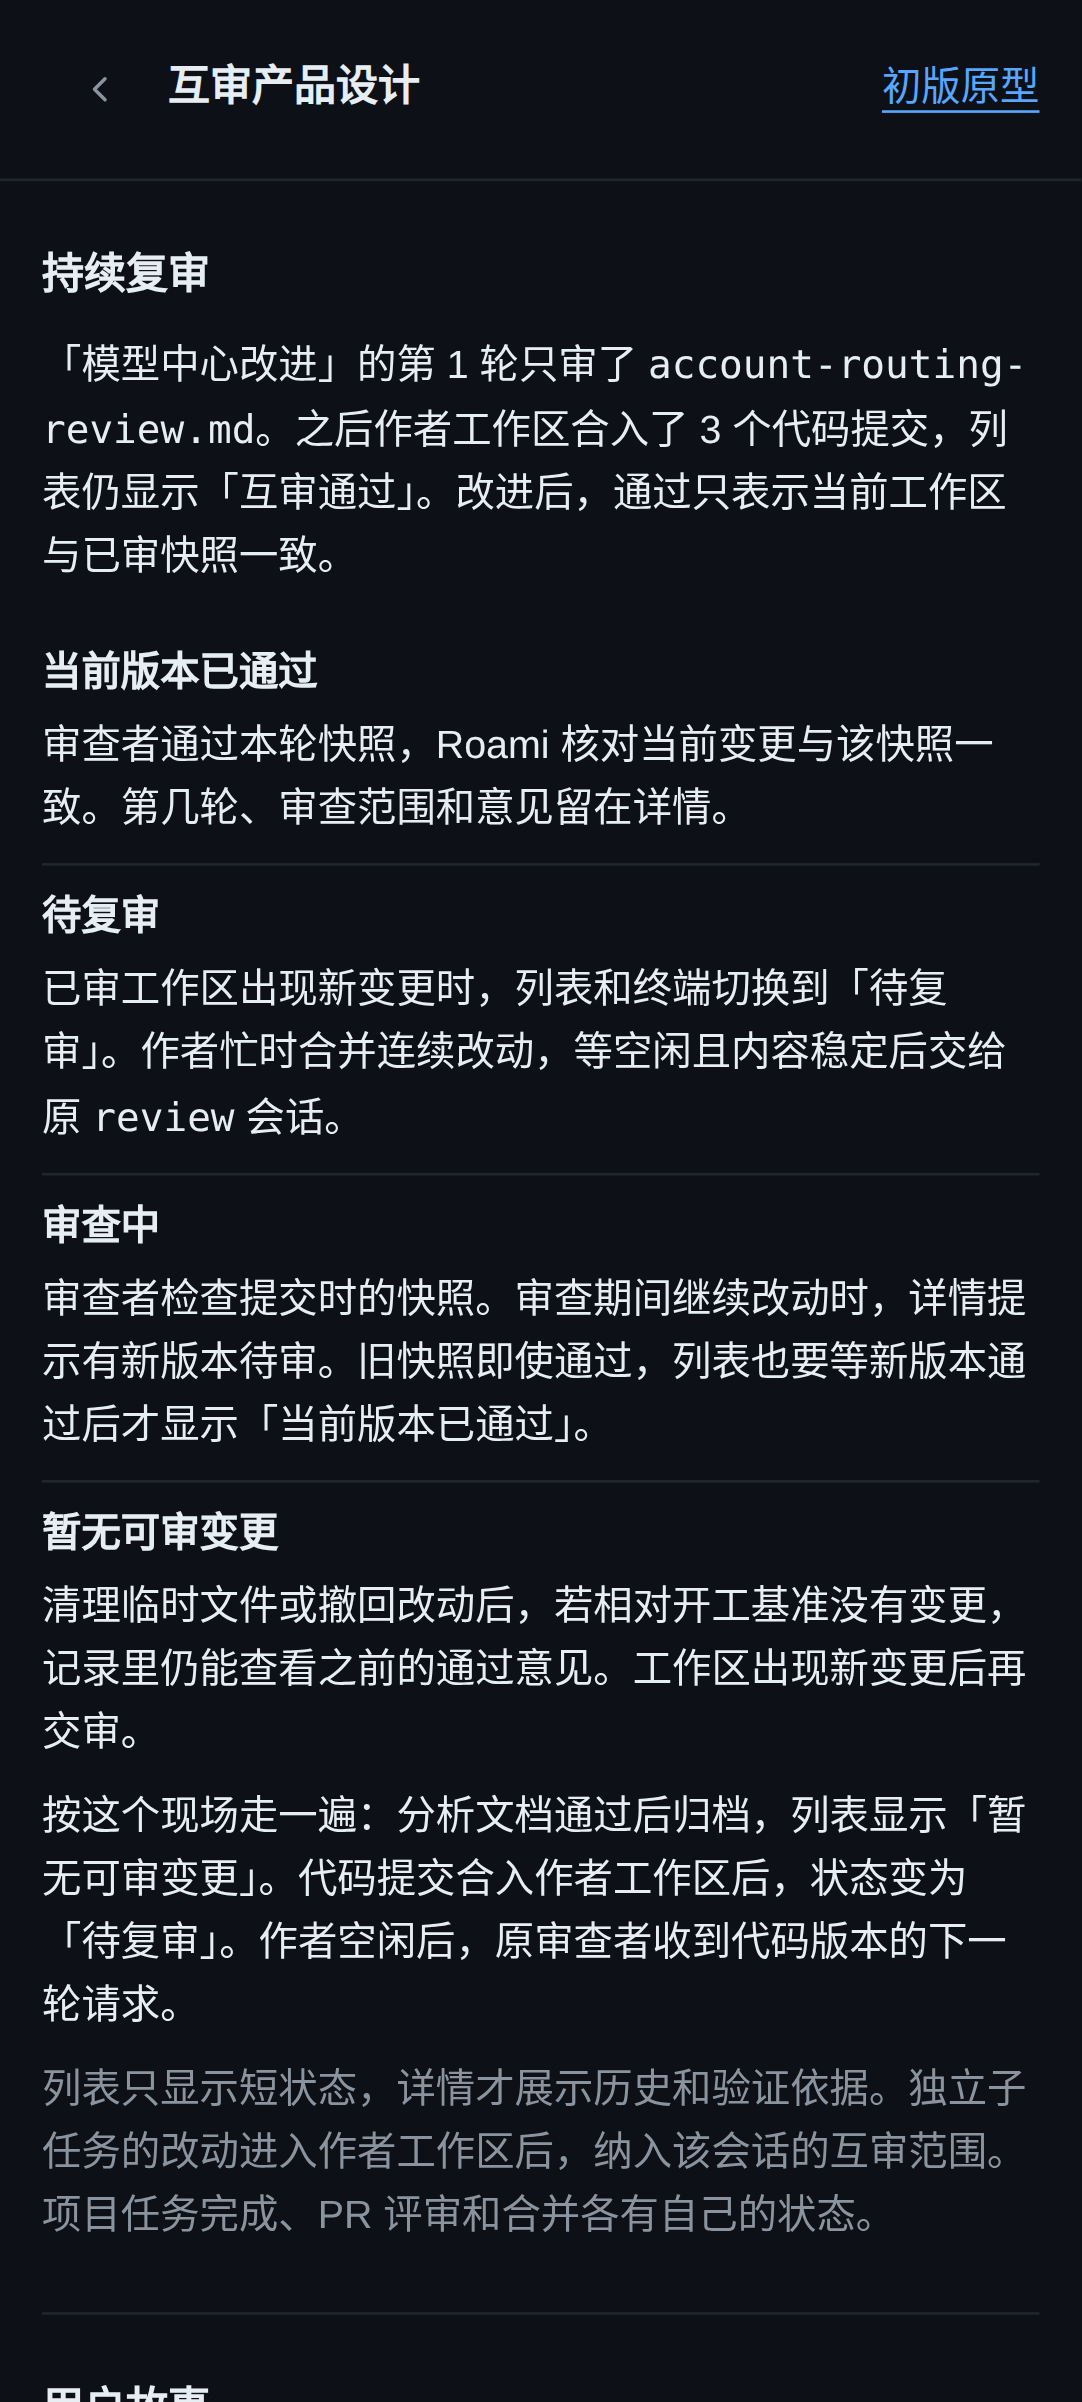 互审产品设计
初版原型
持续复审
「模型中心改进」的第 1 轮只审了 account-routing-
review.md。之后作者工作区合入了 3 个代码提交，列
表仍显示「互审通过」。改进后，通过只表示当前工作区
与已审快照一致。
当前版本已通过
审查者通过本轮快照，Roami 核对当前变更与该快照一
致。第几轮、审查范围和意见留在详情。
待复审
已审工作区出现新变更时，列表和终端切换到「待复
审」。作者忙时合并连续改动，等空闲且内容稳定后交给
原 review 会话。
审查中
审查者检查提交时的快照。审查期间继续改动时，详情提
示有新版本待审。旧快照即使通过，列表也要等新版本通
过后才显示「当前版本已通过」。
暂无可审变更
清理临时文件或撤回改动后，若相对开工基准没有变更，
记录里仍能查看之前的通过意见。工作区出现新变更后再
交审。
按这个现场走一遍：分析文档通过后归档，列表显示「暂
无可审变更」。代码提交合入作者工作区后，状态变为
「待复审」。作者空闲后，原审查者收到代码版本的下一
轮请求。
列表只显示短状态，详情才展示历史和验证依据。独立子
任务的改动进入作者工作区后，纳入该会话的互审范围。
项目任务完成、PR 评审和合并各有自己的状态。
用户故事